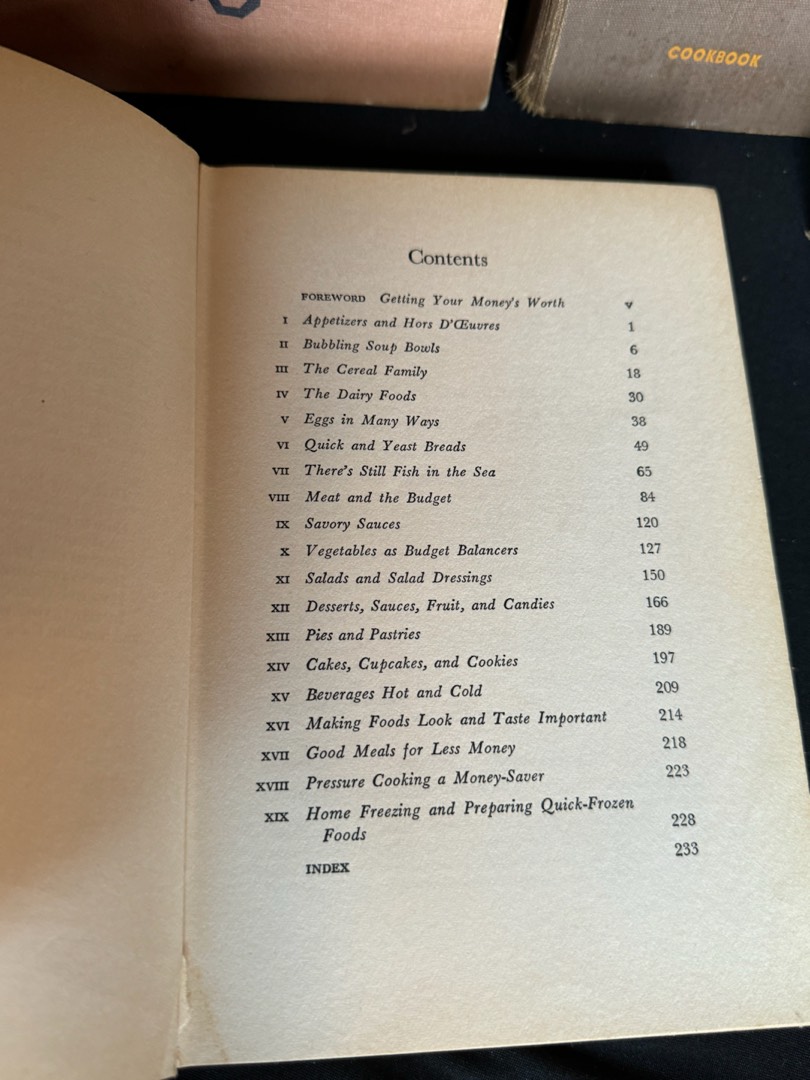 COOKBOOK
Contents
FOREWORD Getting Your Money's Worth v
I Appetizers and Hors D'Œuvres 1
II Bubbling Soup Bowls 6
III The Cereal Family 18
IV The Dairy Foods 30
V Eggs in Many Ways 38
VI Quick and Yeast Breads 49
VII There's Still Fish in the Sea 65
VIII Meat and the Budget 84
IX Savory Sauces 120
X Vegetables as Budget Balancers 127
XI Salads and Salad Dressings 150
XII Desserts, Sauces, Fruit, and Candies 166
XIII Pies and Pastries 189
XIV Cakes, Cupcakes, and Cookies 197
XV Beverages Hot and Cold 209
XVI Making Foods Look and Taste Important 214
XVII Good Meals for Less Money 218
XVIII Pressure Cooking a Money-Saver 223
XIX Home Freezing and Preparing Quick-Frozen
Foods 228
INDEX 233